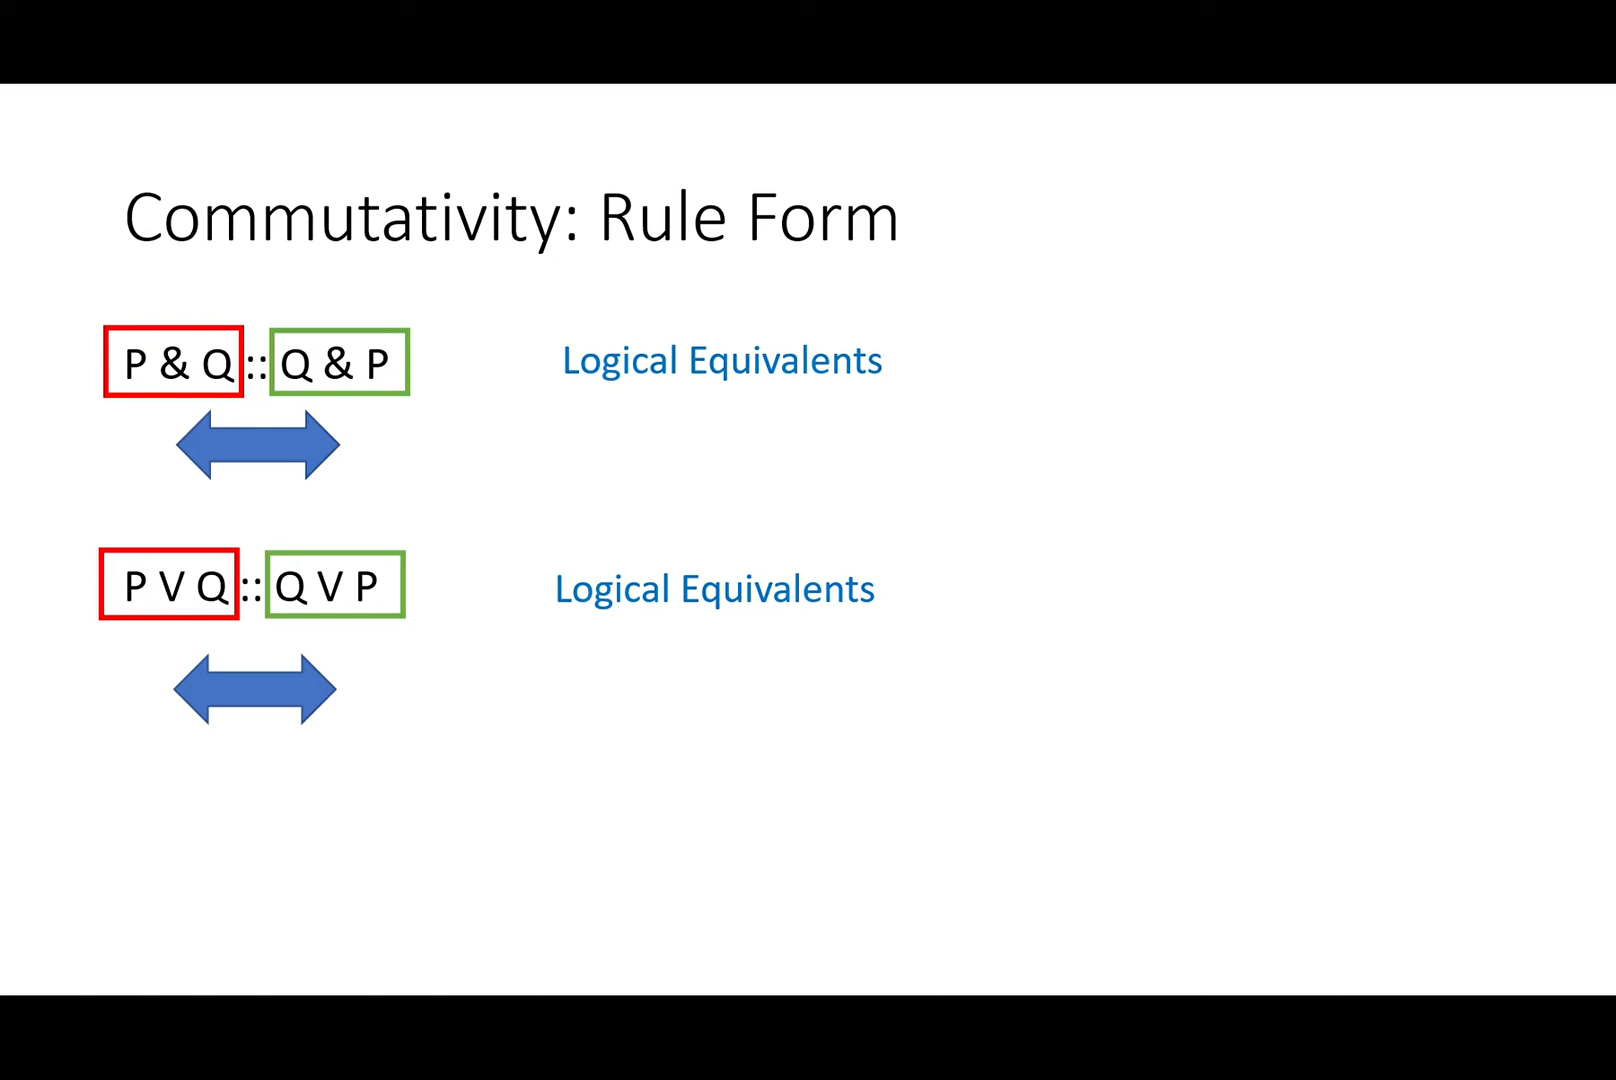 Commutativity: Rule Form
P & Q :: Q & P
Logical Equivalents
P V Q :: Q V P
Logical Equivalents